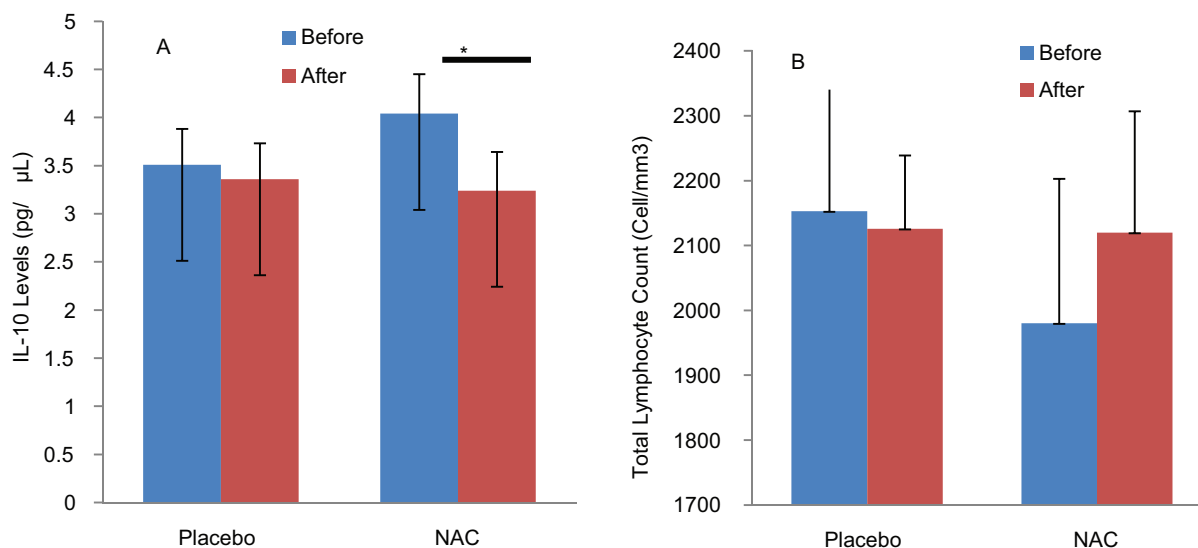 A
Before
After
*
5
4.5
4
3.5
3
2.5
2
1.5
1
0.5
0
IL-10 Levels (pg/ µL)
Placebo
NAC
B
Before
After
2400
2300
2200
2100
2000
1900
1800
1700
Total Lymphocyte Count (Cell/mm3)
Placebo
NAC